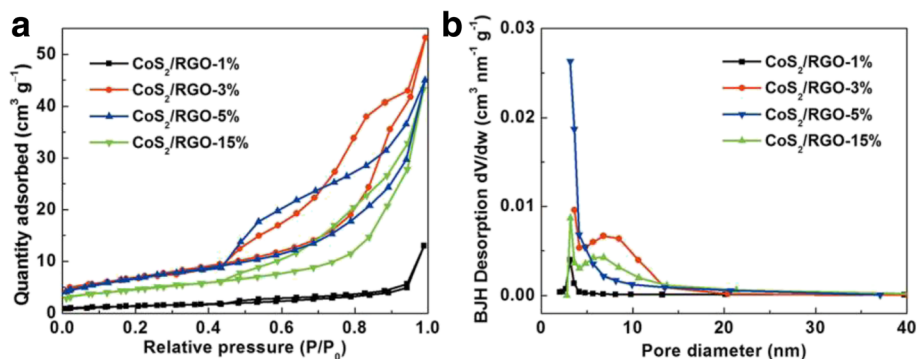 a
Quantity adsorbed (cm³ g⁻¹)
50
40
30
20
10
0
CoS₂/RGO-1%
CoS₂/RGO-3%
CoS₂/RGO-5%
CoS₂/RGO-15%
0.0 0.2 0.4 0.6 0.8 1.0
Relative pressure (P/P₀)
b
BJH Desorption dV/dw (cm³ nm⁻¹ g⁻¹)
0.03
0.02
0.01
0.00
CoS₂/RGO-1%
CoS₂/RGO-3%
CoS₂/RGO-5%
CoS₂/RGO-15%
0 10 20 30 40
Pore diameter (nm)